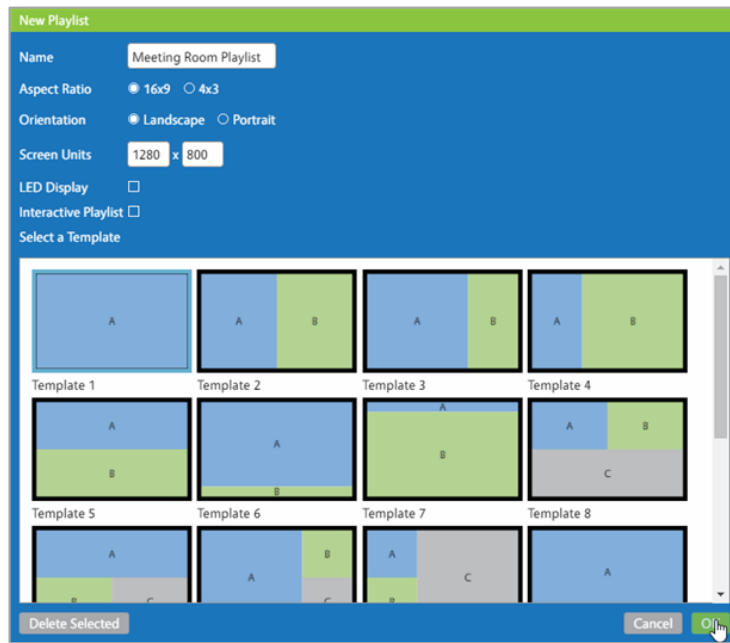 New Playlist
Name Meeting Room Playlist
Aspect Ratio 16x9 4x3
Orientation Landscape Portrait
Screen Units 1280 x 800
LED Display
Interactive Playlist
Select a Template
A A B A B A B
Template 1 Template 2 Template 3 Template 4
A A A A B
B B B C
Template 5 Template 6 Template 7 Template 8
A A B A C A
B C C B
Delete Selected Cancel OK